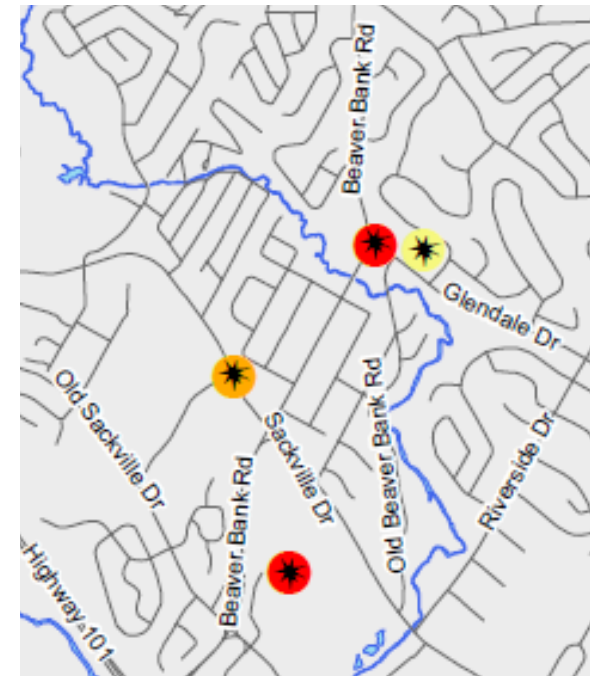 Beaver Bank Rd
Glendale Dr
Old Sackville Dr
Sackville Dr
Old Beaver Bank Rd
Riverside Dr
Beaver Bank Rd
Highway 101